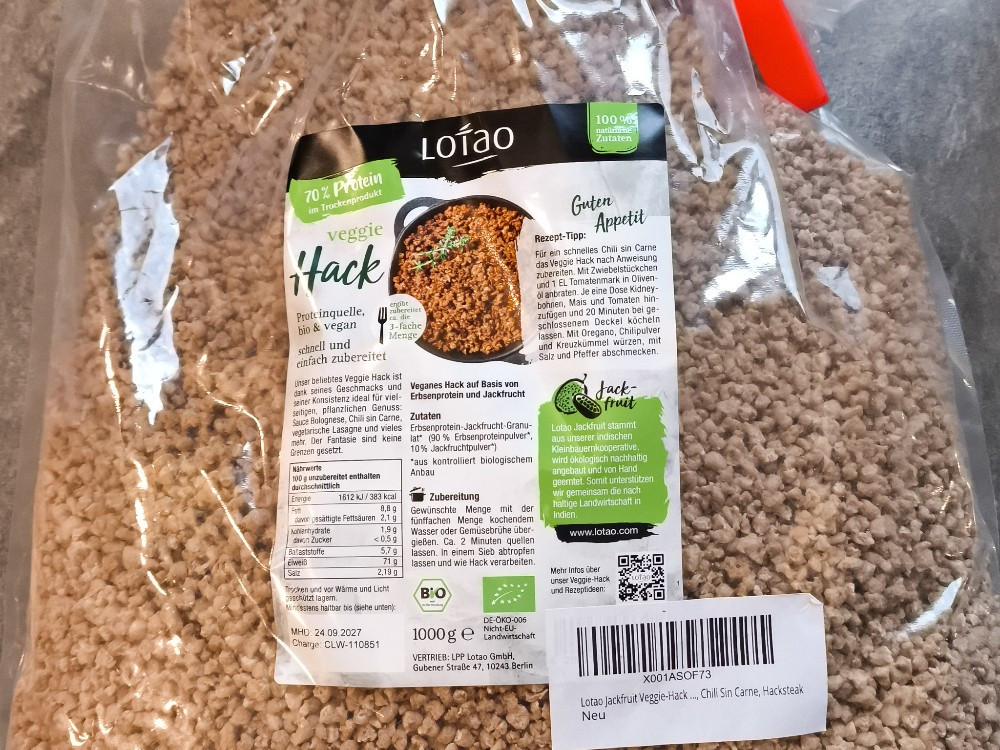 LOTAO
100%
natürliche
Zutaten
70% Protein
im Trockenprodukt
veggie
Hack
Proteinquelle,
bio & vegan
schnell und
einfach zubereitet
ergibt
zubereitet
ca. die
3-fache
Menge
Guten
Appetit
Rezept-Tipp:
Für ein schnelles Chili sin Carne
das Veggie Hack nach Anweisung
zubereiten. Mit Zwiebelstückchen
und 1 EL Tomatenmark in Oliven-
öl anbraten. Je eine Dose Kidney-
bohnen, Mais und Tomaten hin-
zufügen und 20 Minuten bei ge-
schlossenem Deckel köcheln
lassen. Mit Oregano, Chilipulver
und Kreuzkümmel würzen, mit
Salz und Pfeffer abschmecken.
Unser beliebtes Veggie Hack ist
dank seines Geschmacks und
seiner Konsistenz ideal für viel-
seitigen, pflanzlichen Genuss:
Sauce Bolognese, Chili sin Carne,
vegetarische Lasagne und vieles
mehr. Der Fantasie sind keine
Grenzen gesetzt.
Nährwerte
100 g unzubereitet enthalten
durchschnittlich
Energie 1612 kJ / 383 kcal
Fett 8,8 g
davon gesättigte Fettsäuren 2,1 g
Kohlenhydrate 1,9 g
davon Zucker < 0,5 g
Ballaststoffe 5,7 g
Eiweiß 71 g
Salz 2,19 g
Trocken und vor Wärme und Licht
geschützt lagern.
Mindestens haltbar bis (siehe unten):
MHD: 24.09.2027
Charge: CLW-110851
Veganes Hack auf Basis von
Erbsenprotein und Jackfrucht
Zutaten
Erbsenprotein-Jackfrucht-Granu-
lat* (90 % Erbsenproteinpulver*,
10% Jackfruchtpulver*)
*aus kontrolliert biologischem
Anbau
Zubereitung
Gewünschte Menge mit der
fünffachen Menge kochendem
Wasser oder Gemüsebrühe über-
gießen. Ca. 2 Minuten quellen
lassen. In einem Sieb abtropfen
lassen und wie Hack verarbeiten.
BIO
DE-ÖKO-006
Nicht-EU-
Landwirtschaft
1000 g e
VERTRIEB: LPP Lotao GmbH,
Gubener Straße 47, 10243 Berlin
Jack-
fruit
Lotao Jackfruit stammt
aus unserer indischen
Kleinbauernkooperative,
wird ökologisch nachhaltig
angebaut und von Hand
geerntet. Somit unterstützen
wir gemeinsam die nach
haltige Landwirtschaft in
Indien.
www.lotao.com
Mehr Infos über
unser Veggie-Hack
und Rezeptideen:
LOTAO
X001ASOF73
Lotao Jackfruit Veggie-Hack ..., Chili Sin Carne, Hacksteak
Neu